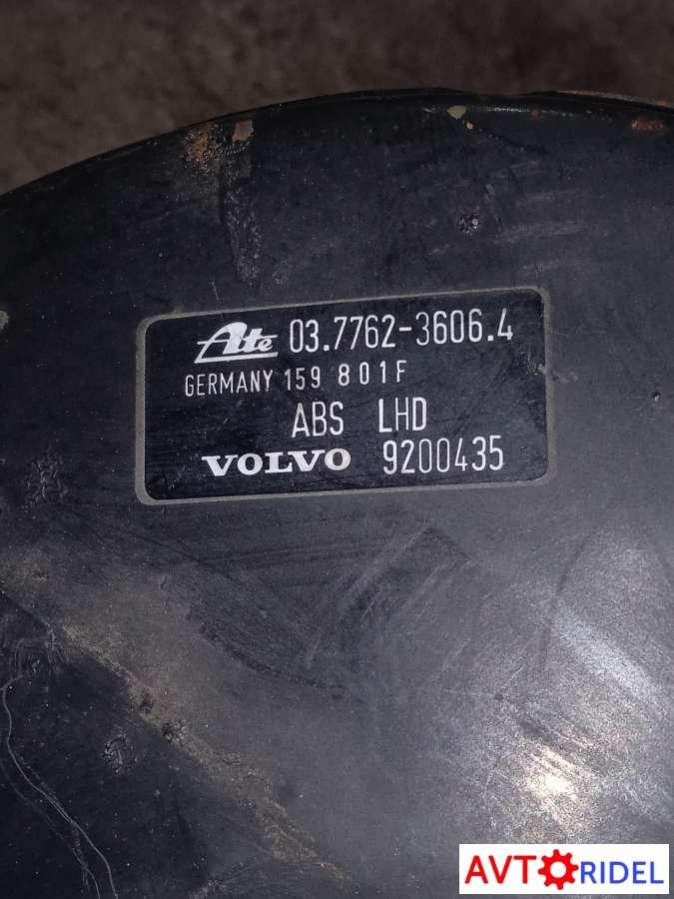 Ate 03.7762-3606.4
GERMANY 159 801F
ABS LHD
VOLVO 9200435
AVTORIDEL